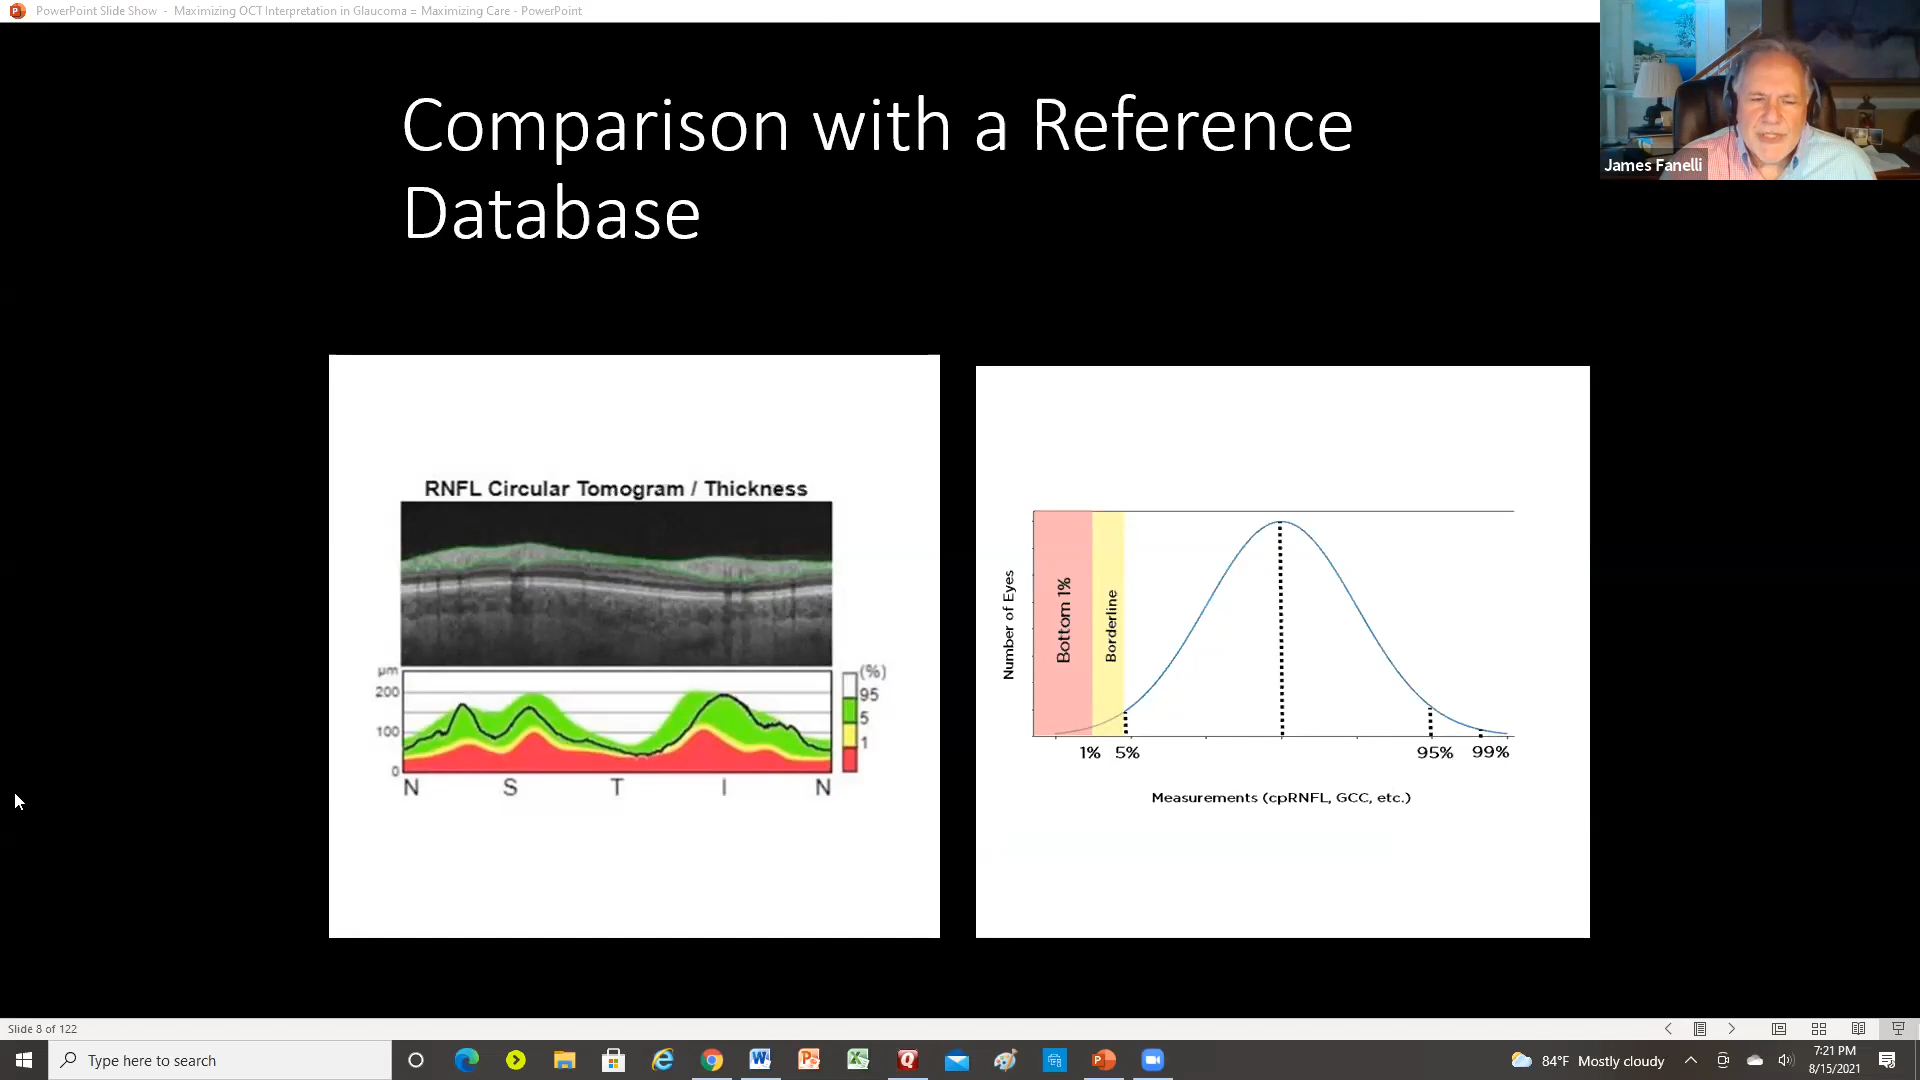 PowerPoint Slide Show - Maximizing OCT Interpretation in Glaucoma = Maximizing Care - PowerPoint
James Fanelli
Comparison with a Reference
Database
RNFL Circular Tomogram / Thickness
µm
200
100
0
N S T I N
(%)
95
5
1
Number of Eyes
Bottom 1%
Borderline
1% 5% 95% 99%
Measurements (cpRNFL, GCC, etc.)
Slide 8 of 122
Type here to search
84°F Mostly cloudy
7:21 PM
8/15/2021